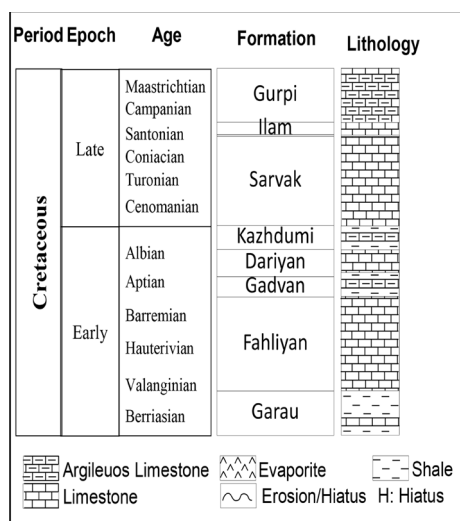 Period Epoch Age Formation Lithology
Cretaceous
Late
Maastrichtian
Campanian
Santonian
Coniacian
Turonian
Cenomanian
Early
Albian
Aptian
Barremian
Hauterivian
Valanginian
Berriasian
Gurpi
Ilam
Sarvak
Kazhdumi
Dariyan
Gadvan
Fahliyan
Garau
Argileuos Limestone Evaporite Shale
Limestone Erosion/Hiatus H: Hiatus